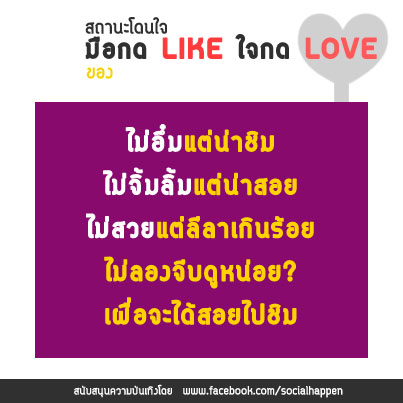 สถานะโดนใจ
มือกด LIKE ใจกด LOVE
ของ
ไม่อึ๋มแต่น่าชิม
ไม่จิ้มลิ้มแต่น่าสอย
ไม่สวยแต่ลีลาเกินร้อย
ไม่ลองจีบดูหน่อย?
เผื่อจะได้สอยไปชิม
สนับสนุนความบันเทิงโดย www.facebook.com/socialhappen